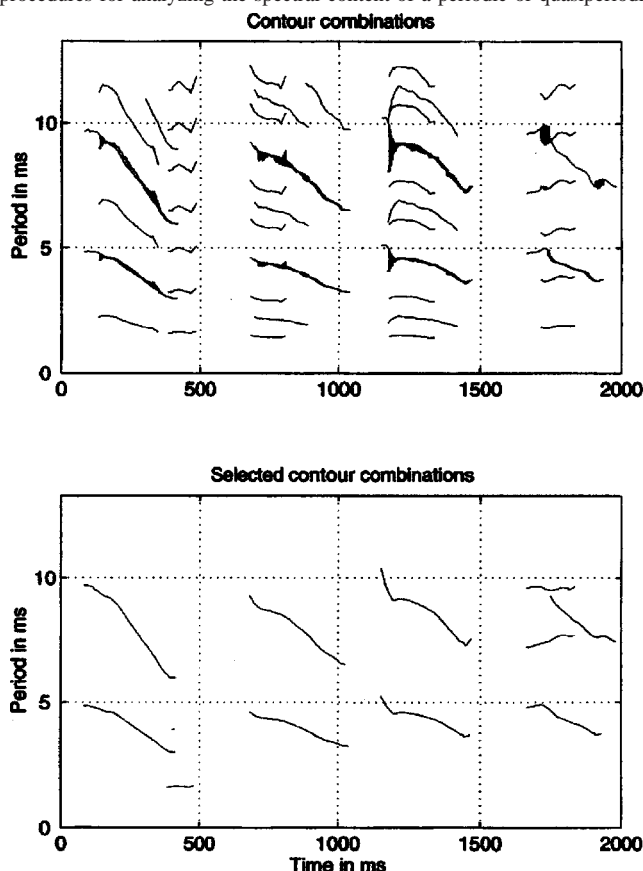 procedures for analyzing the spectral content of a periodic or quasiperiodi
Contour combinations
Period in ms
10
5
0
0 500 1000 1500 2000
Selected contour combinations
Period in ms
10
5
0
0 500 1000 1500 2000
Time in ms